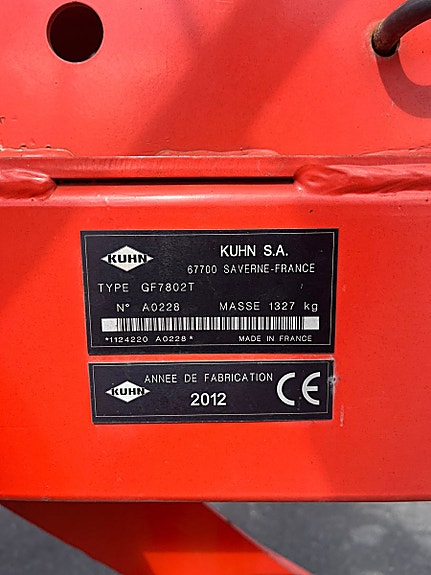 KUHN
KUHN S.A.
67700 SAVERNE-FRANCE
TYPE GF7802T
N° A0228 MASSE 1327 kg
*1124220 A0228*
MADE IN FRANCE
KUHN
ANNEE DE FABRICATION
2012
CE